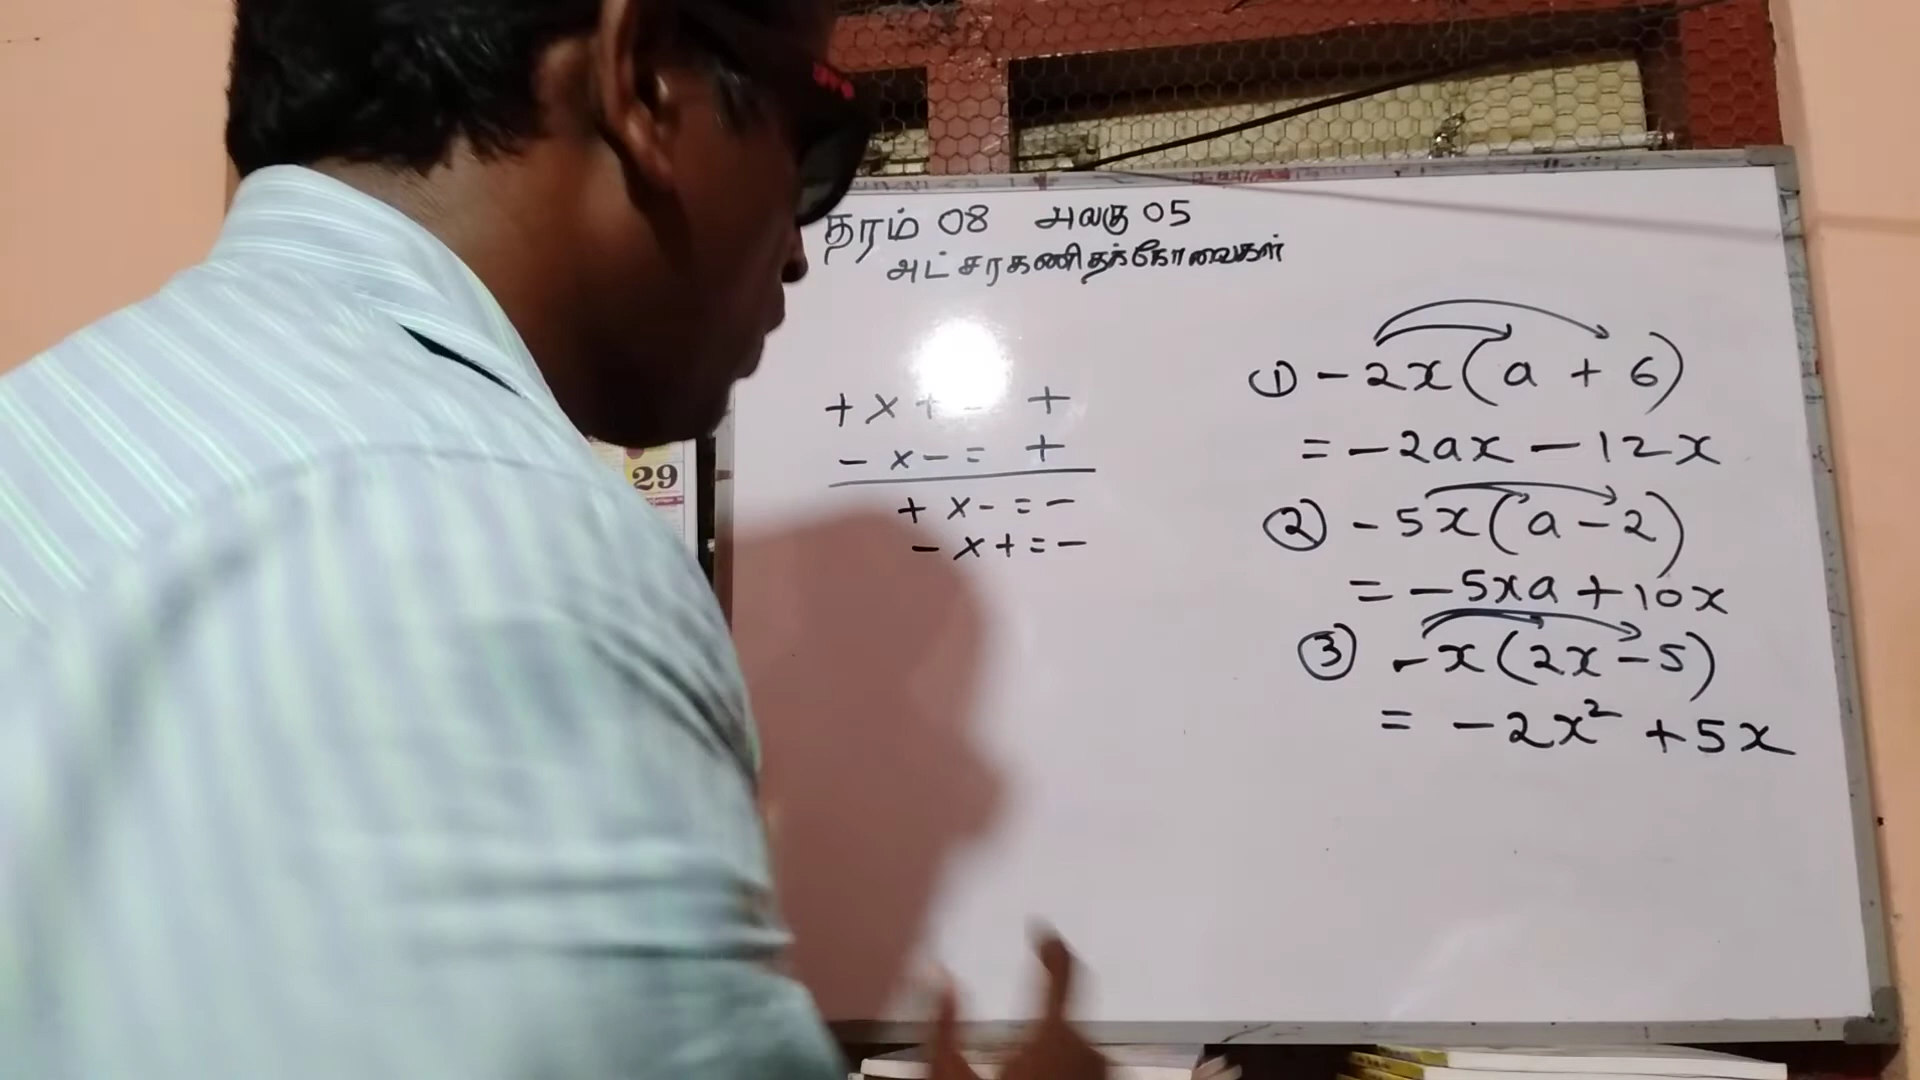 தரம் 08 அலகு 05
அட்சரகணிதக்கோவைகள்
+ × + = +
− × − = +
+ × − = −
− × + = −
① −2x(a + 6)
= −2ax − 12x
② −5x(a − 2)
= −5xa + 10x
③ −x(2x − 5)
= −2x² + 5x
29